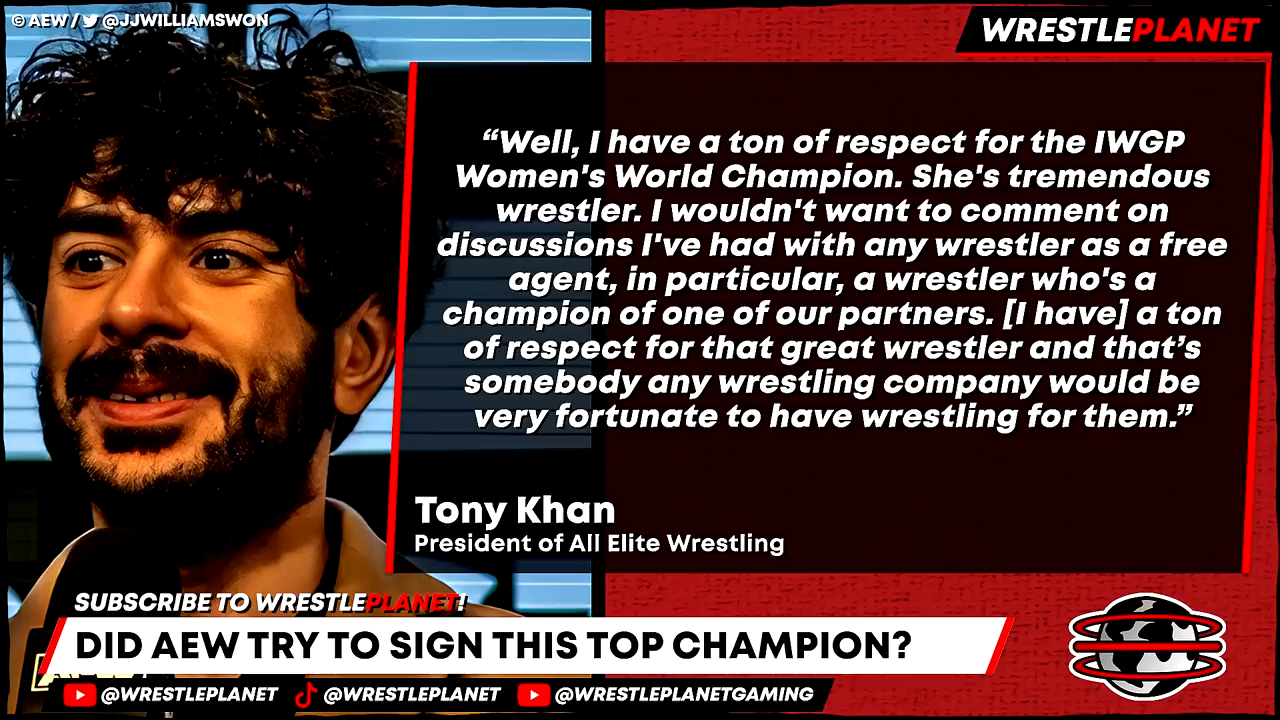 © AEW / @JJWILLIAMSWON
WRESTLEPLANET
“Well, I have a ton of respect for the IWGP
Women's World Champion. She's tremendous
wrestler. I wouldn't want to comment on
discussions I've had with any wrestler as a free
agent, in particular, a wrestler who's a
champion of one of our partners. [I have] a ton
of respect for that great wrestler and that’s
somebody any wrestling company would be
very fortunate to have wrestling for them.”
Tony Khan
President of All Elite Wrestling
SUBSCRIBE TO WRESTLEPLANET!
DID AEW TRY TO SIGN THIS TOP CHAMPION?
@WRESTLEPLANET @WRESTLEPLANET @WRESTLEPLANETGAMING